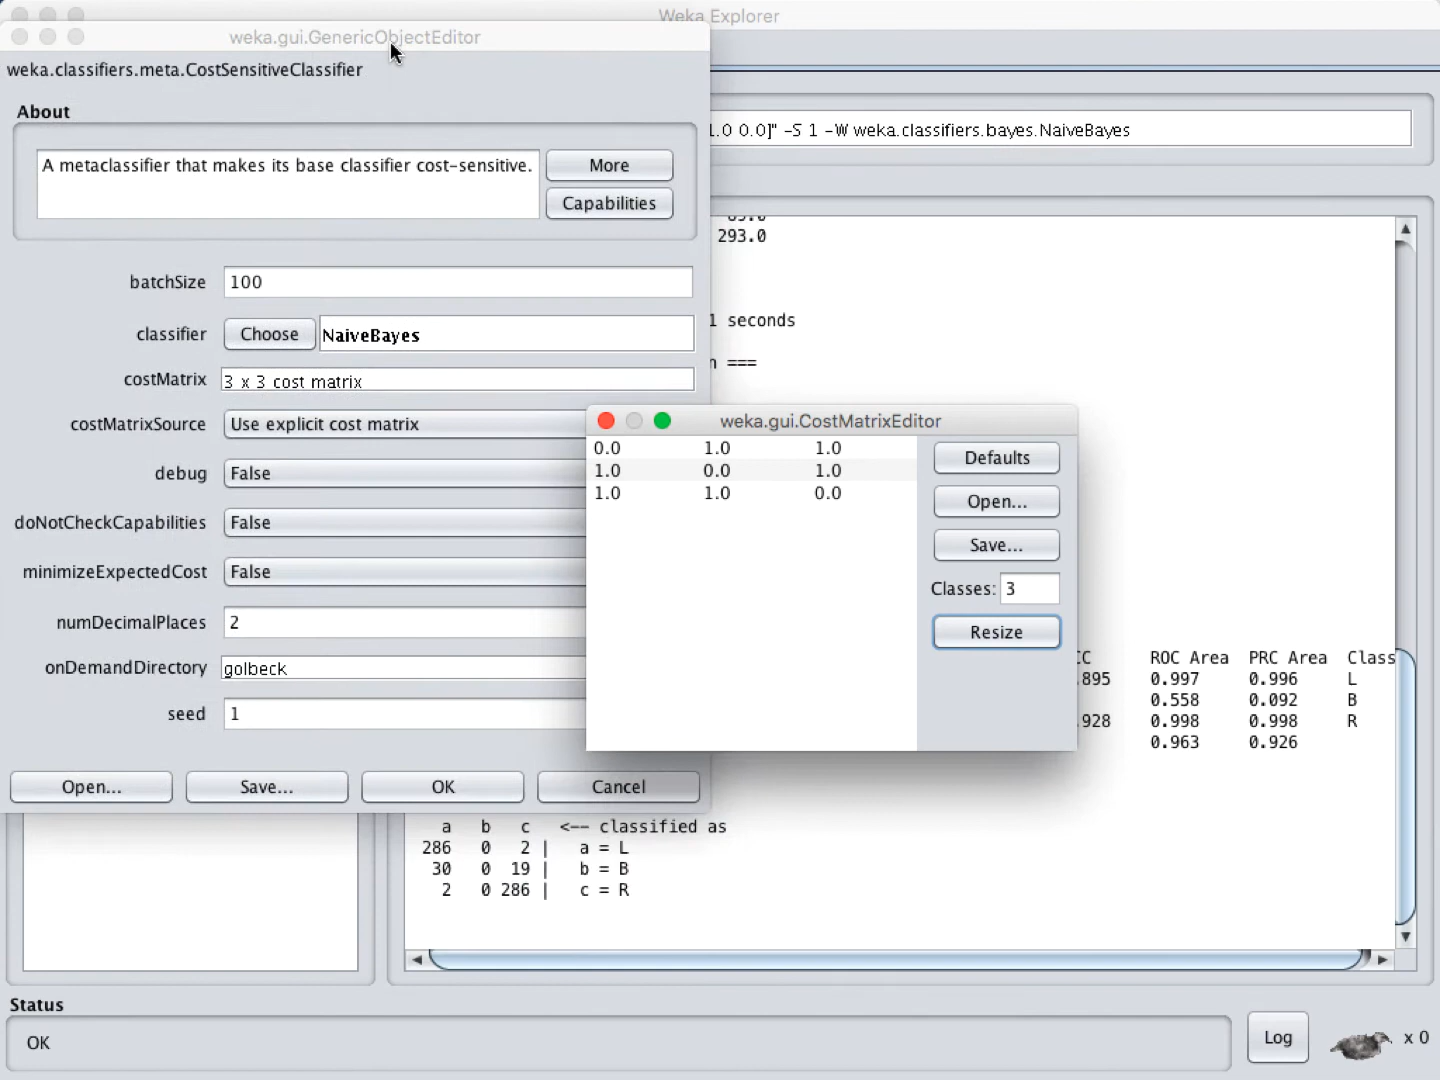 Weka Explorer
weka.gui.GenericObjectEditor
weka.classifiers.meta.CostSensitiveClassifier
About
A metaclassifier that makes its base classifier cost-sensitive.
More
Capabilities
batchSize 100
classifier Choose NaiveBayes
costMatrix 3 x 3 cost matrix
costMatrixSource Use explicit cost matrix
debug False
doNotCheckCapabilities False
minimizeExpectedCost False
numDecimalPlaces 2
onDemandDirectory golbeck
seed 1
Open... Save... OK Cancel
1.0 0.0]" -S 1 -W weka.classifiers.bayes.NaiveBayes
293.0
1 seconds
n ===
weka.gui.CostMatrixEditor
0.0 1.0 1.0
1.0 0.0 1.0
1.0 1.0 0.0
Defaults
Open...
Save...
Classes: 3
Resize
CC ROC Area PRC Area Class
.895 0.997 0.996 L
0.558 0.092 B
.928 0.998 0.998 R
0.963 0.926
a b c <-- classified as
286 0 2 | a = L
30 0 19 | b = B
2 0 286 | c = R
Status
OK
Log
x 0